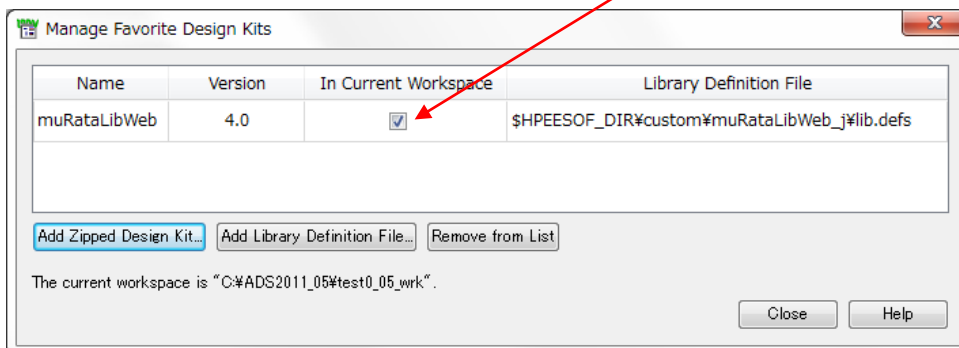 Manage Favorite Design Kits
Name Version In Current Workspace Library Definition File
muRataLibWeb 4.0 $HPEESOF_DIR¥custom¥muRataLibWeb_j¥lib.defs
Add Zipped Design Kit... Add Library Definition File... Remove from List
The current workspace is "C:¥ADS2011_05¥test0_05_wrk".
Close Help